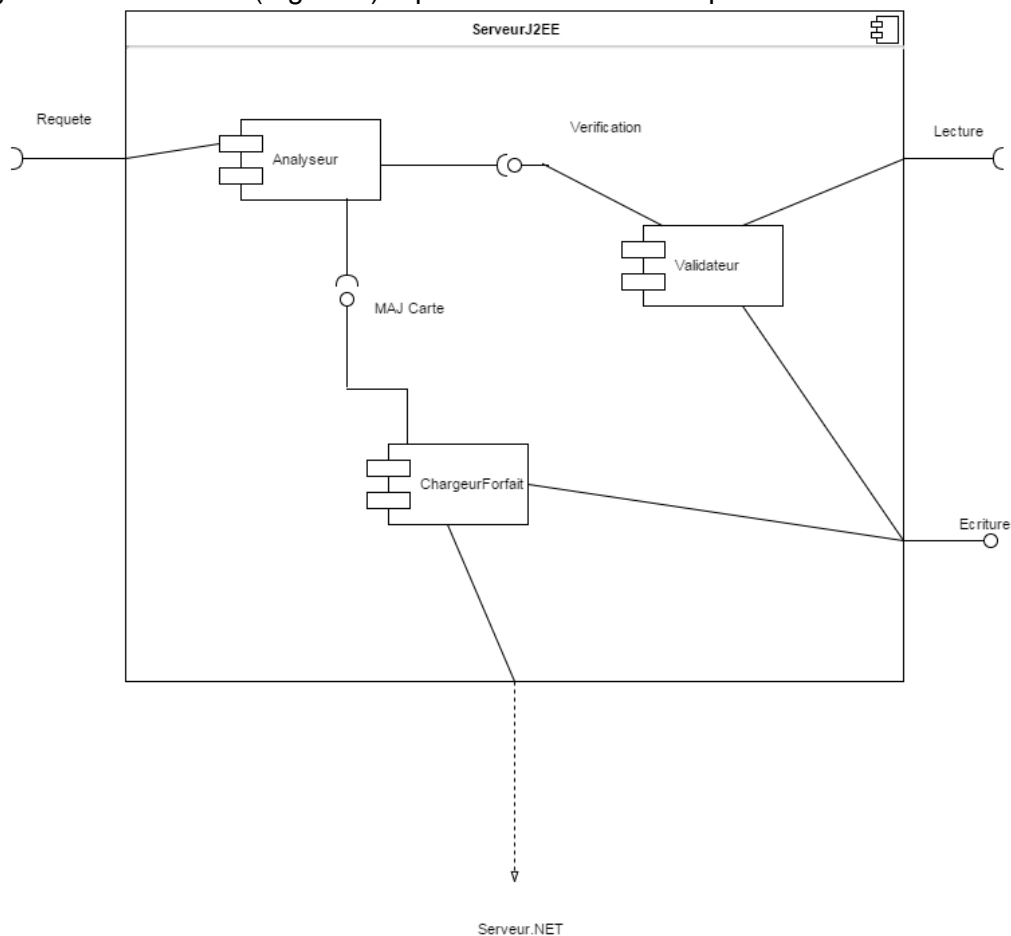 ServeurJ2EE
Requete
Verification
Lecture
Analyseur
Validateur
MAJ Carte
ChargeurForfait
Ecriture
Serveur.NET